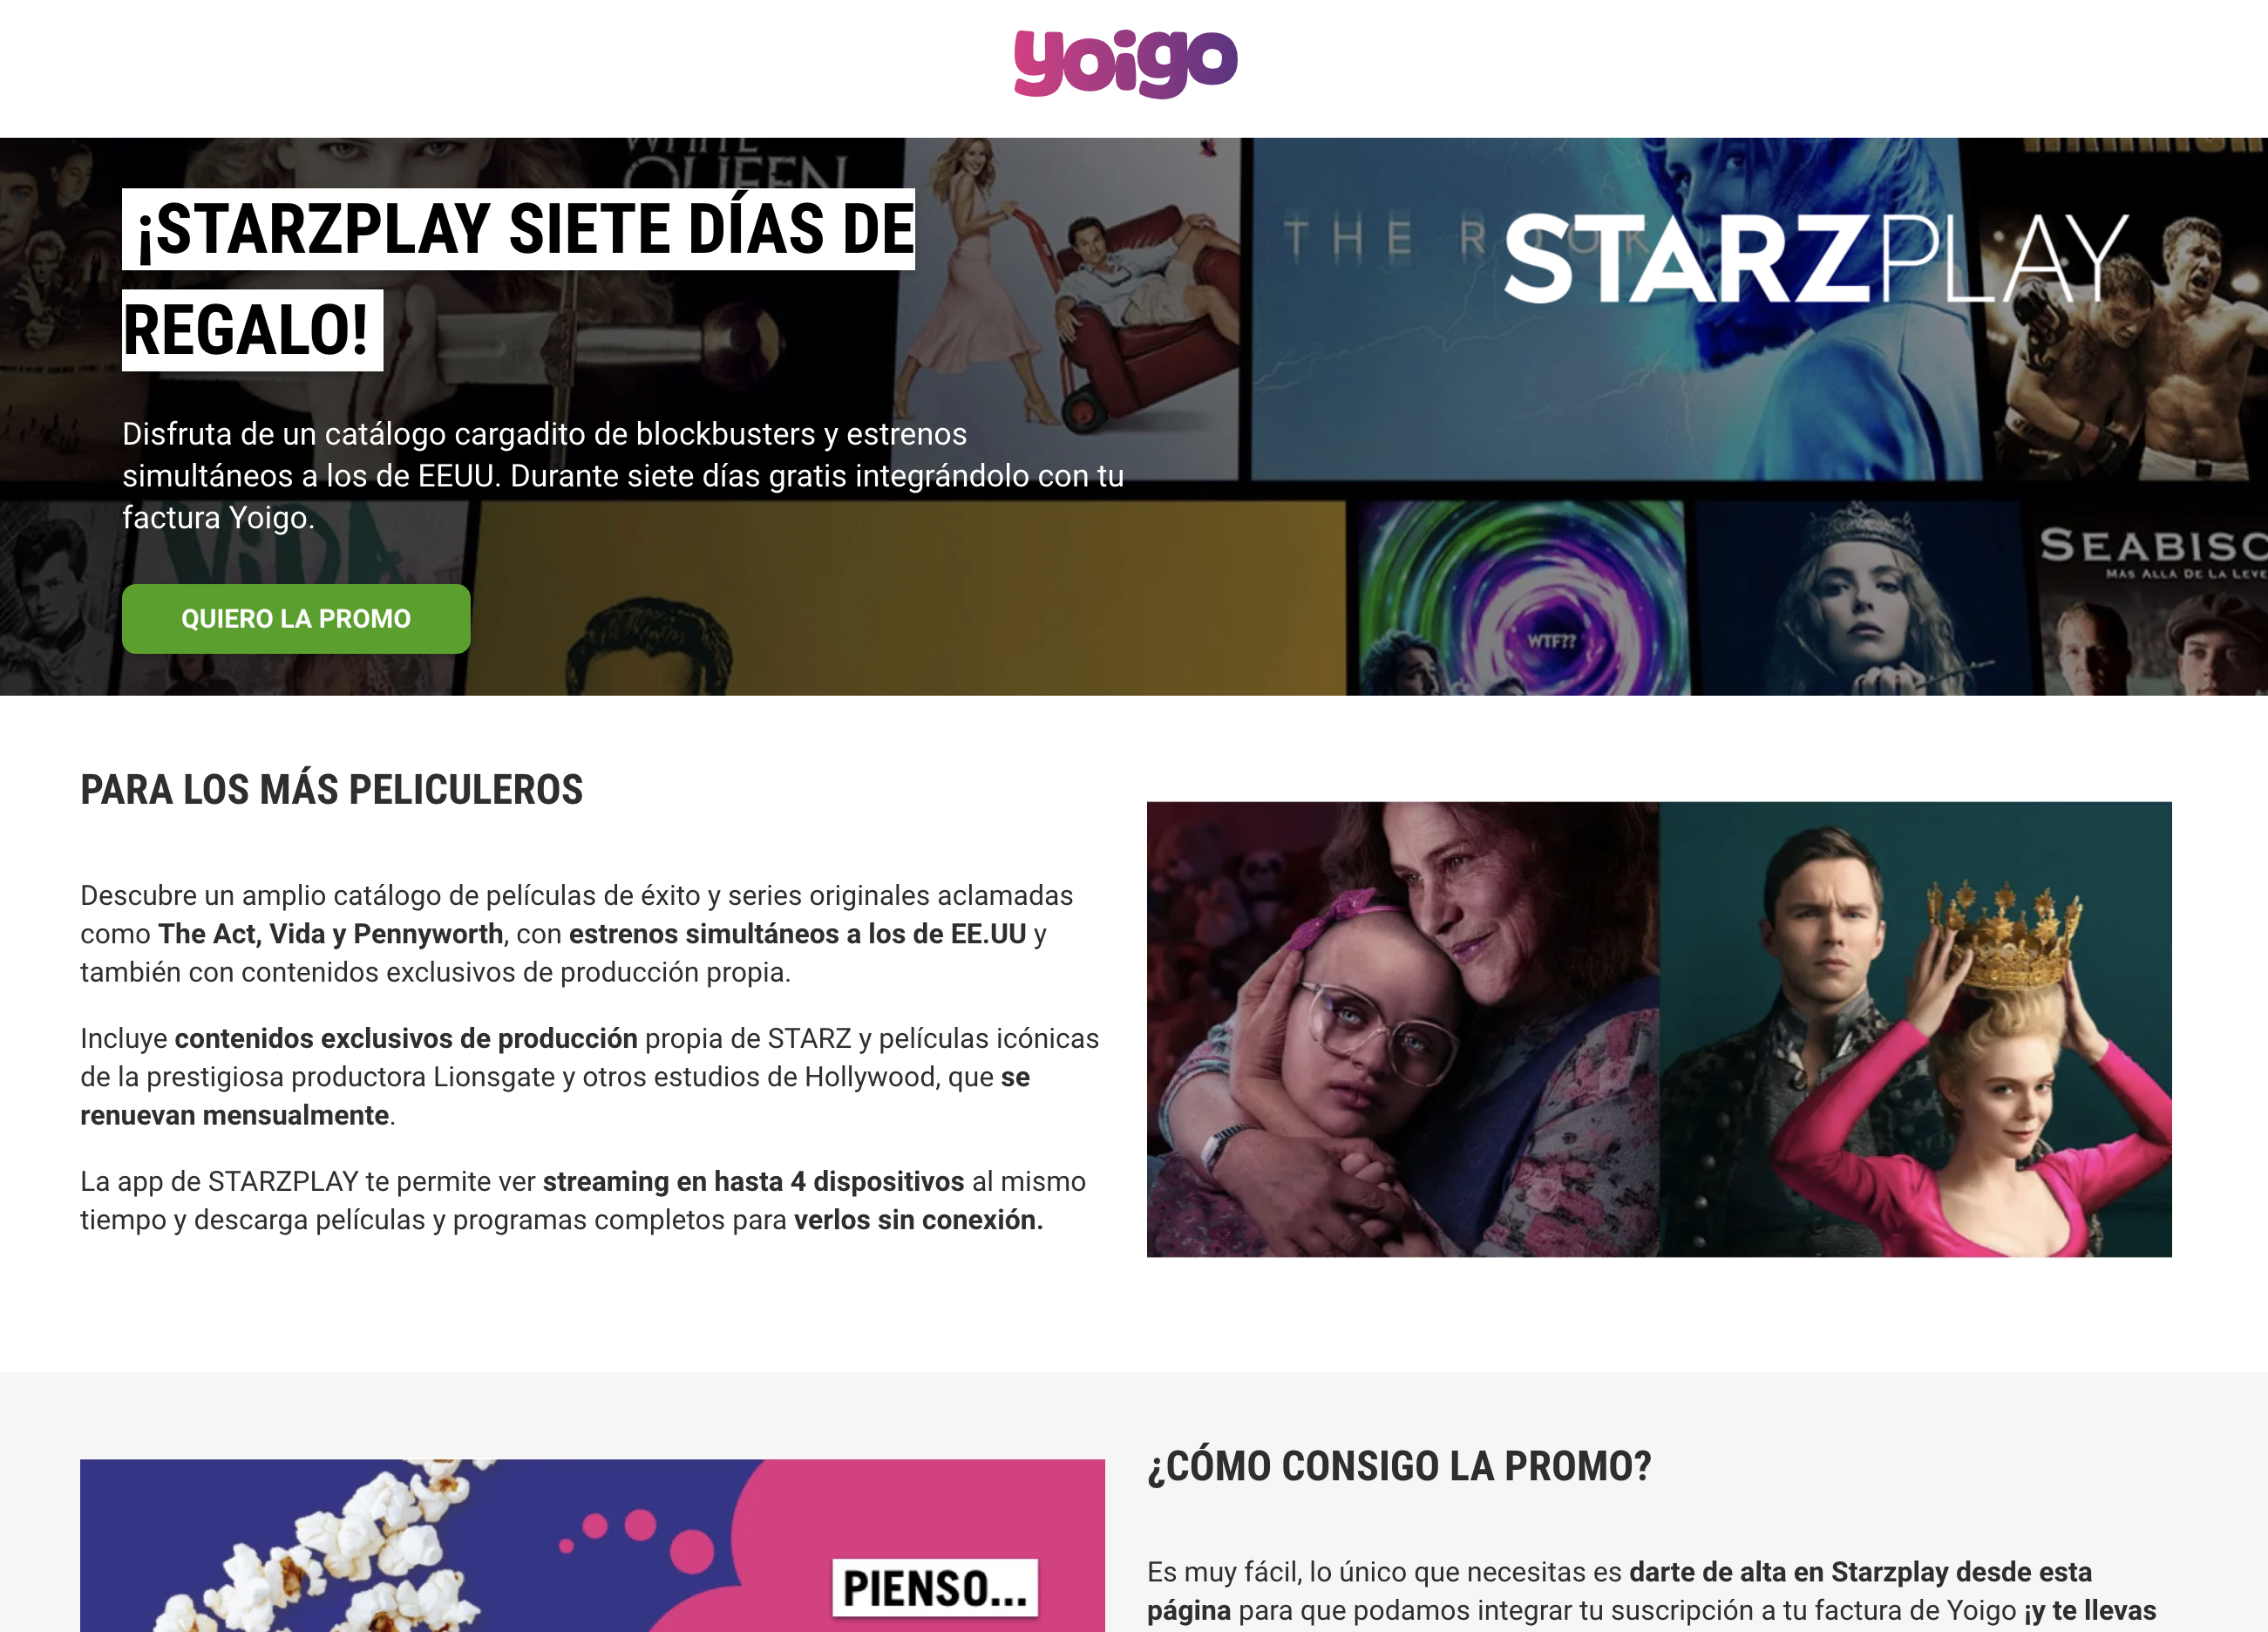 yoigo
WHITE
QUEEN
¡STARZPLAY SIETE DÍAS DE
REGALO!
THE ROOK
STARZPLAY
Disfruta de un catálogo cargadito de blockbusters y estrenos
simultáneos a los de EEUU. Durante siete días gratis integrándolo con tu
factura Yoigo.
ViDA
QUIERO LA PROMO
WTF??
SEABISC
MAS ALLA DE LA LEYE
PARA LOS MÁS PELICULEROS
Descubre un amplio catálogo de películas de éxito y series originales aclamadas
como The Act, Vida y Pennyworth, con estrenos simultáneos a los de EE.UU y
también con contenidos exclusivos de producción propia.
Incluye contenidos exclusivos de producción propia de STARZ y películas icónicas
de la prestigiosa productora Lionsgate y otros estudios de Hollywood, que se
renuevan mensualmente.
La app de STARZPLAY te permite ver streaming en hasta 4 dispositivos al mismo
tiempo y descarga películas y programas completos para verlos sin conexión.
PIENSO...
¿CÓMO CONSIGO LA PROMO?
Es muy fácil, lo único que necesitas es darte de alta en Starzplay desde esta
página para que podamos integrar tu suscripción a tu factura de Yoigo ¡y te llevas